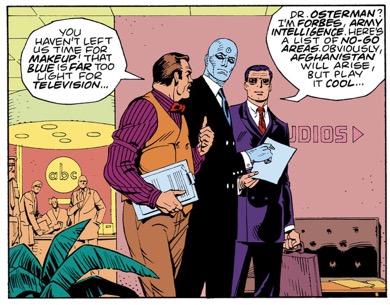 YOU
HAVEN'T LEFT
US TIME FOR
MAKEUP! THAT
BLUE IS FAR TOO
LIGHT FOR
TELEVISION...
DR. OSTERMAN?
I'M FORBES, ARMY
INTELLIGENCE. HERE'S
A LIST OF NO-GO
AREAS. OBVIOUSLY,
AFGHANISTAN
WILL ARISE,
BUT PLAY
IT COOL...
abc
UDIOS